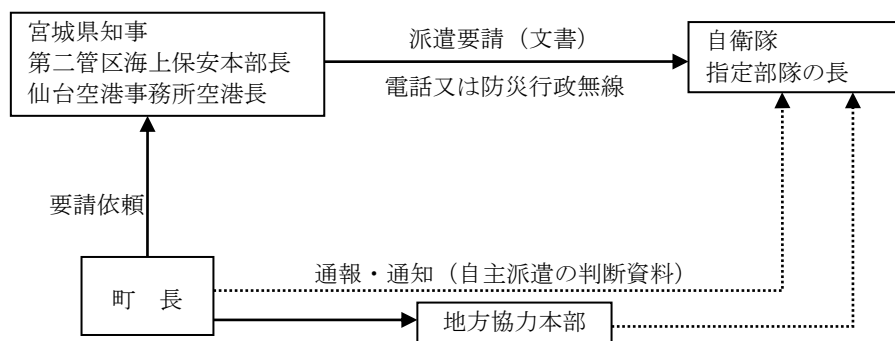 宮城県知事
第二管区海上保安本部長
仙台空港事務所空港長
派遣要請（文書）
電話又は防災行政無線
自衛隊
指定部隊の長
要請依頼
通報・通知（自主派遣の判断資料）
町　長
地方協力本部